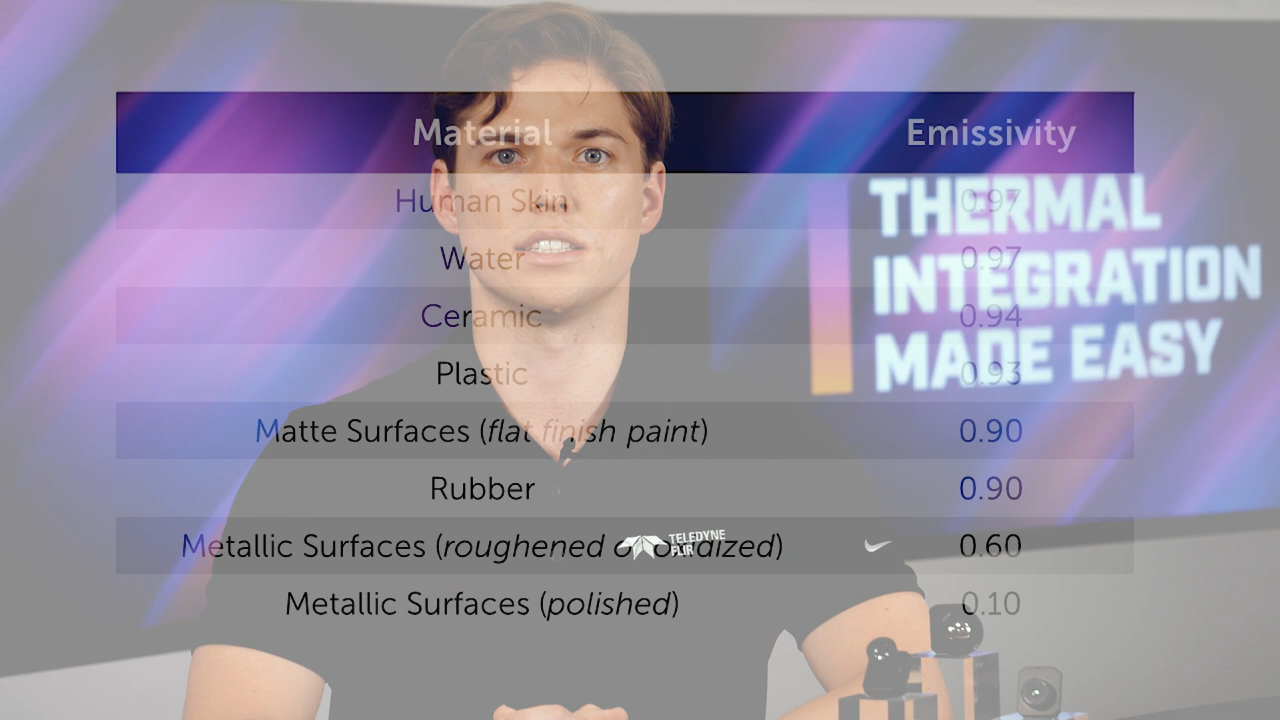 Material Emissivity
Human Skin 0.97
Water 0.97
Ceramic 0.94
Plastic 0.93
Matte Surfaces (flat finish paint) 0.90
Rubber 0.90
Metallic Surfaces (roughened or oxidized) 0.60
Metallic Surfaces (polished) 0.10
THERMAL
INTEGRATION
MADE EASY
TELEDYNE
FLIR